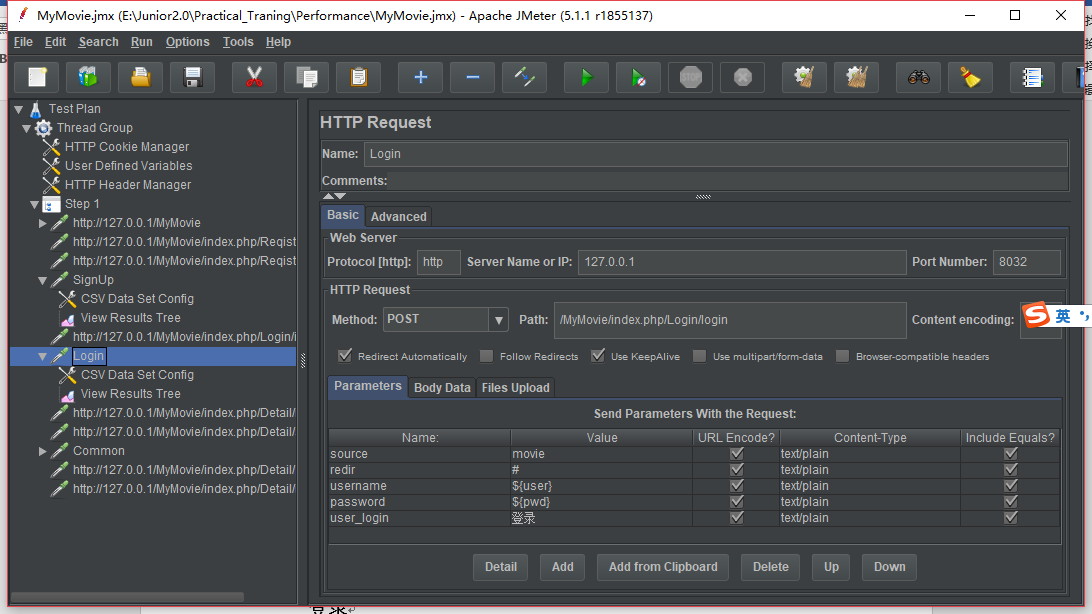 MyMovie.jmx (E:\Junior2.0\Practical_Traning\Performance\MyMovie.jmx) - Apache JMeter (5.1.1 r1855137)
File Edit Search Run Options Tools Help
STOP
Test Plan
Thread Group
HTTP Cookie Manager
User Defined Variables
HTTP Header Manager
Step 1
http://127.0.0.1/MyMovie
http://127.0.0.1/MyMovie/index.php/Reqist
http://127.0.0.1/MyMovie/index.php/Reqist
SignUp
CSV Data Set Config
View Results Tree
http://127.0.0.1/MyMovie/index.php/Login/i
Login
CSV Data Set Config
View Results Tree
http://127.0.0.1/MyMovie/index.php/Detail/
http://127.0.0.1/MyMovie/index.php/Detail/
Common
http://127.0.0.1/MyMovie/index.php/Detail/
http://127.0.0.1/MyMovie/index.php/Detail/
HTTP Request
Name: Login
Comments:
Basic Advanced
Web Server
Protocol [http]: http Server Name or IP: 127.0.0.1 Port Number: 8032
HTTP Request
Method: POST Path: /MyMovie/index.php/Login/login Content encoding:
S 英
Redirect Automatically Follow Redirects Use KeepAlive Use multipart/form-data Browser-compatible headers
Parameters Body Data Files Upload
Send Parameters With the Request:
Name: Value URL Encode? Content-Type Include Equals?
source movie text/plain
redir # text/plain
username ${user} text/plain
password ${pwd} text/plain
user_login 登录 text/plain
Detail Add Add from Clipboard Delete Up Down